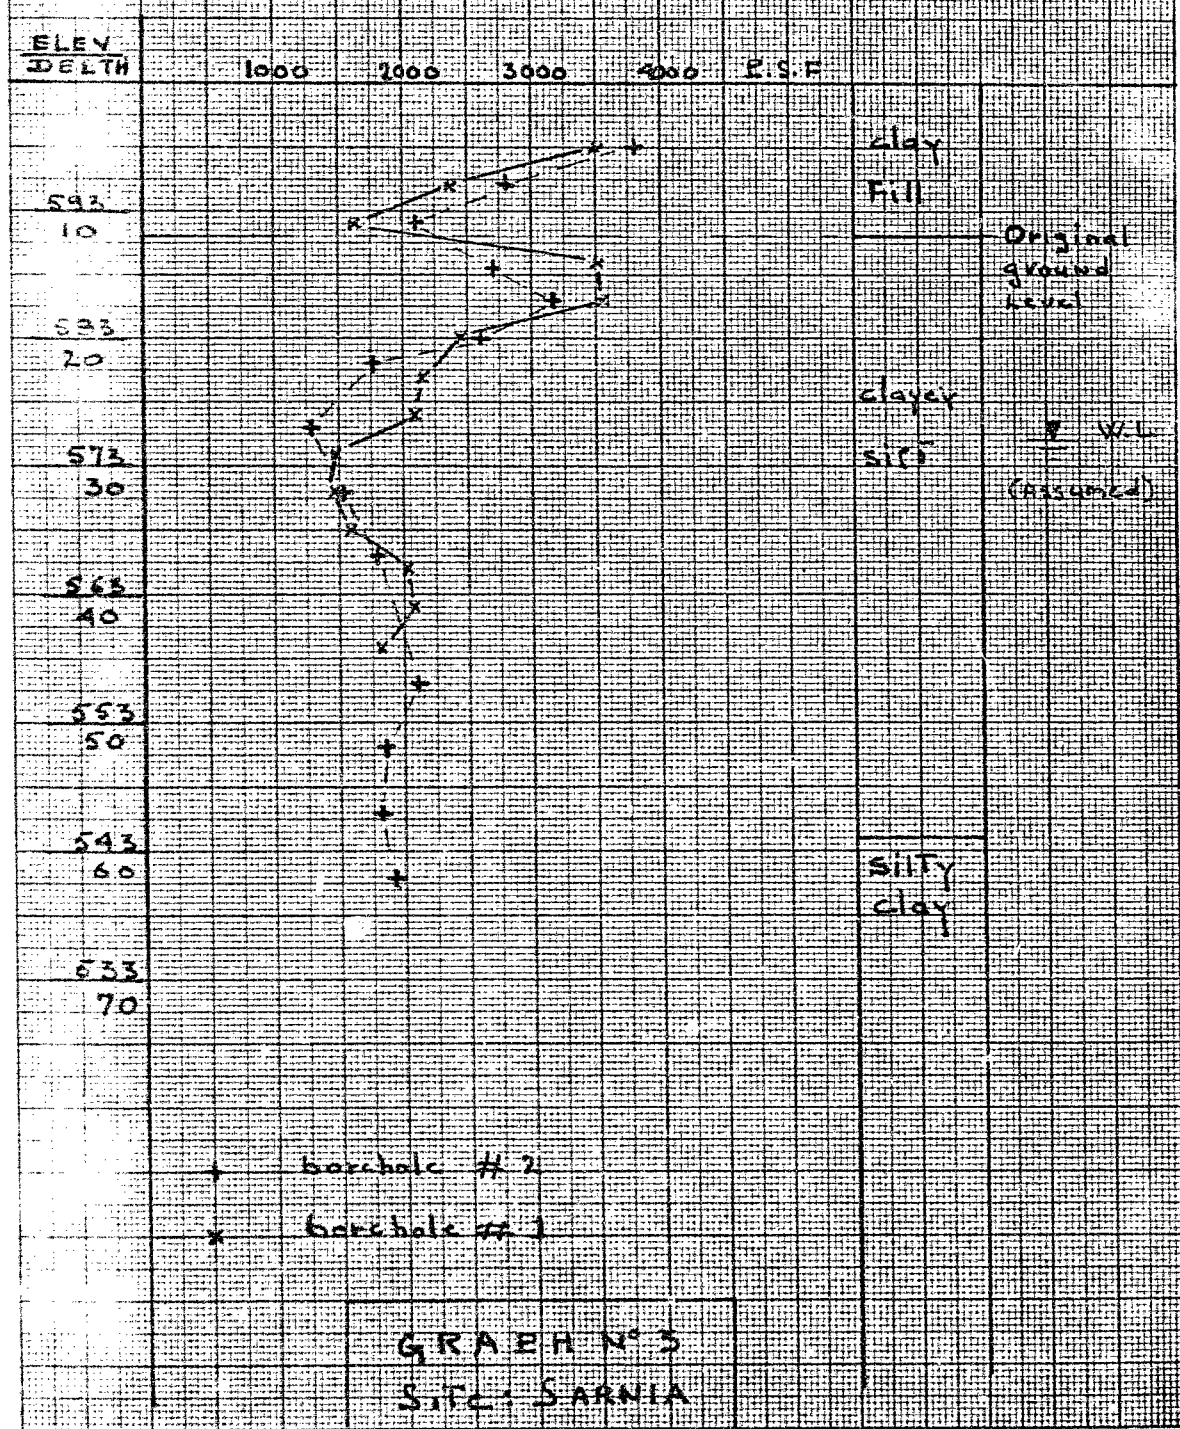 ELEV
DEPTH
1000 2000 3000 4000 P.S.F
Clay
Fill
593
10
Original
ground
Level
583
20
clayey
silt
W.L
573
30
(Assumed)
563
40
553
50
543
60
Silty
clay
533
70
+ borehole # 2
x borehole # 1
GRAPH N° 3
SiTe: SARNIA